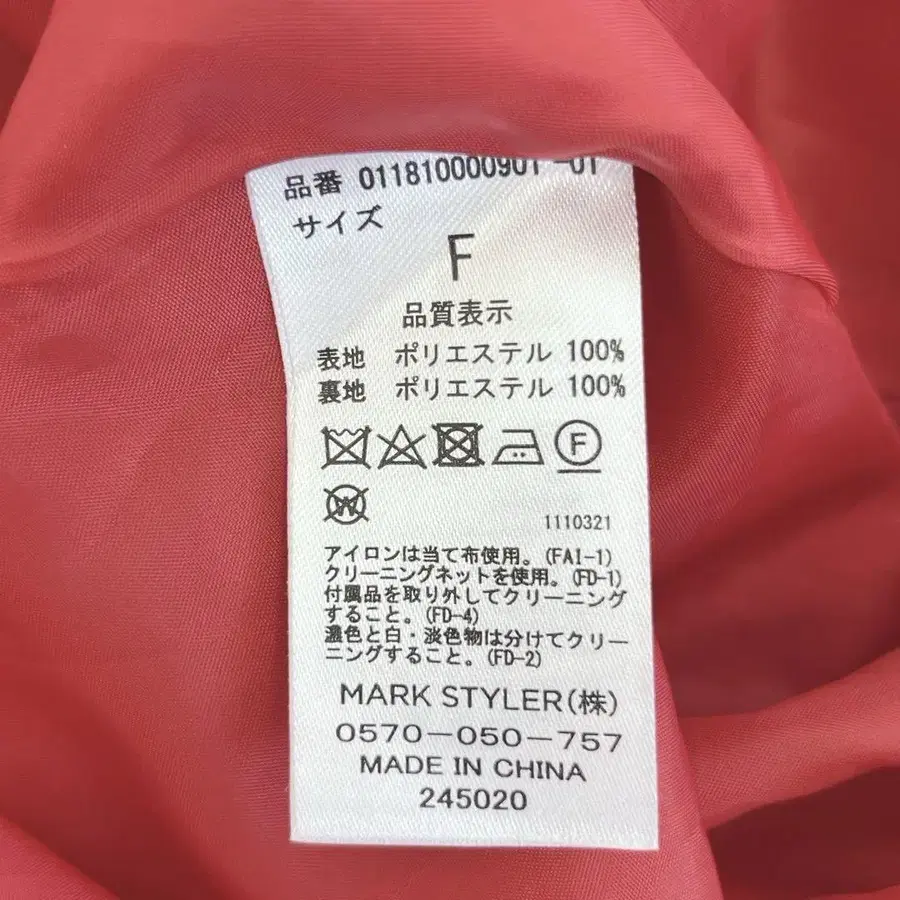 品番 011810000901 -01
サイズ
F
品質表示
表地 ポリエステル 100%
裏地 ポリエステル 100%
F
W
1110321
アイロンは当て布使用。(FAI-1)
クリーニングネットを使用。(FD-1)
付属品を取り外してクリーニング
すること。(FD-4)
濃色と白・淡色物は分けてクリー
ニングすること。(FD-2)
MARK STYLER(株)
0570-050-757
MADE IN CHINA
245020